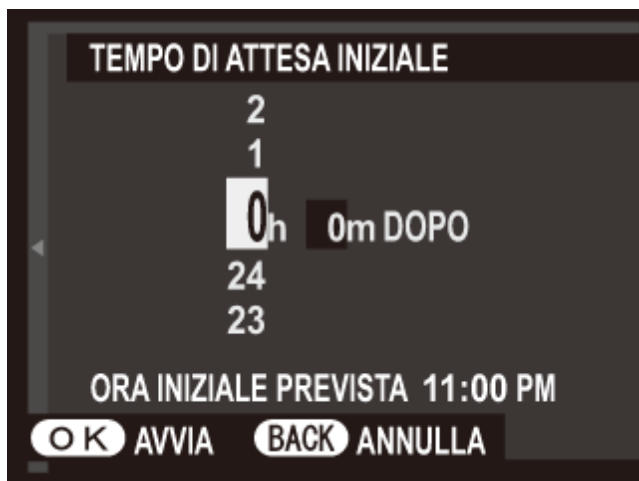 TEMPO DI ATTESA INIZIALE
2
1
0h 0m DOPO
24
23
ORA INIZIALE PREVISTA 11:00 PM
OK AVVIA BACK ANNULLA